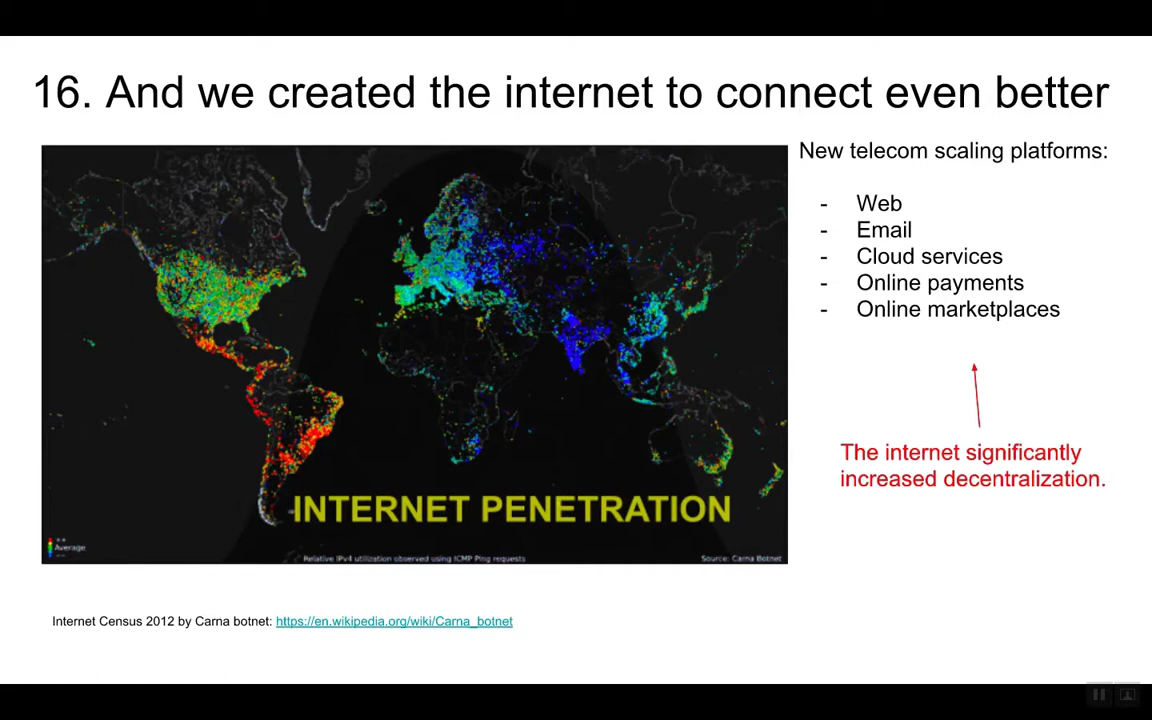 16. And we created the internet to connect even better
New telecom scaling platforms:
- Web
- Email
- Cloud services
- Online payments
- Online marketplaces
The internet significantly
increased decentralization.
INTERNET PENETRATION
Average
Relative IPv4 utilization observed using ICMP Ping requests
Source: Carna Botnet
Internet Census 2012 by Carna botnet: https://en.wikipedia.org/wiki/Carna_botnet